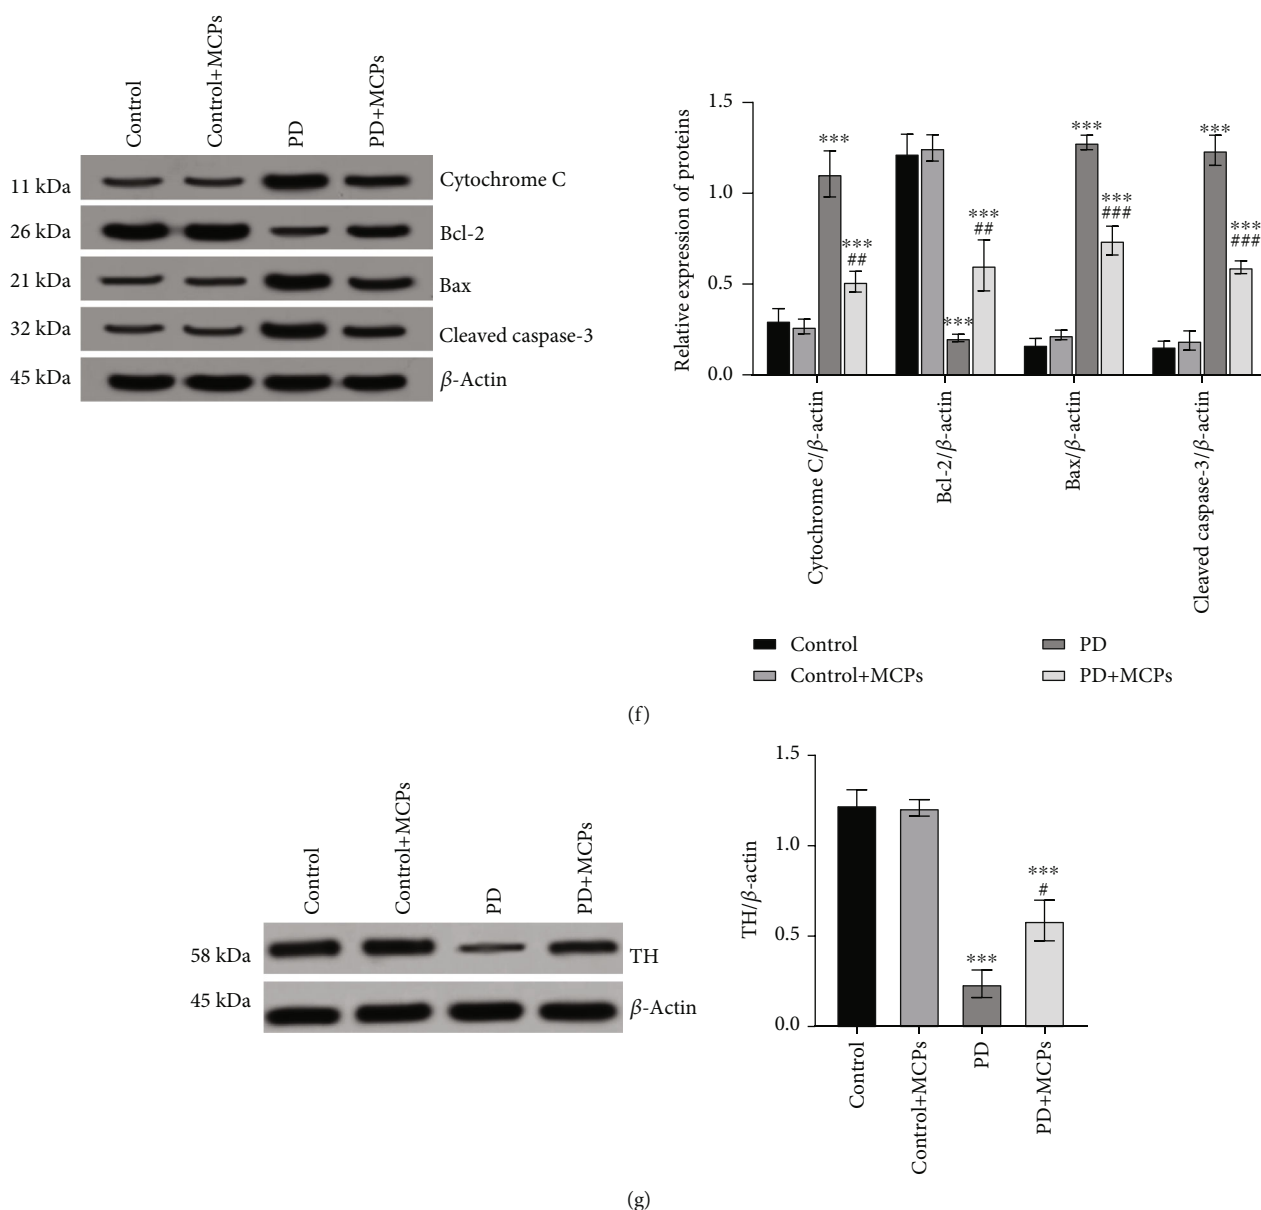 Control
Control+MCPs
PD
PD+MCPs
11 kDa
Cytochrome C
26 kDa
Bcl-2
21 kDa
Bax
32 kDa
Cleaved caspase-3
45 kDa
β-Actin
Relative expression of proteins
1.5
1.0
0.5
0.0
***
***
##
***
***
##
***
***
###
***
***
###
Cytochrome C/β-actin
Bcl-2/β-actin
Bax/β-actin
Cleaved caspase-3/β-actin
Control
Control+MCPs
PD
PD+MCPs
(f)
Control
Control+MCPs
PD
PD+MCPs
58 kDa
TH
45 kDa
β-Actin
TH/β-actin
1.5
1.0
0.5
0.0
***
***
#
Control
Control+MCPs
PD
PD+MCPs
(g)